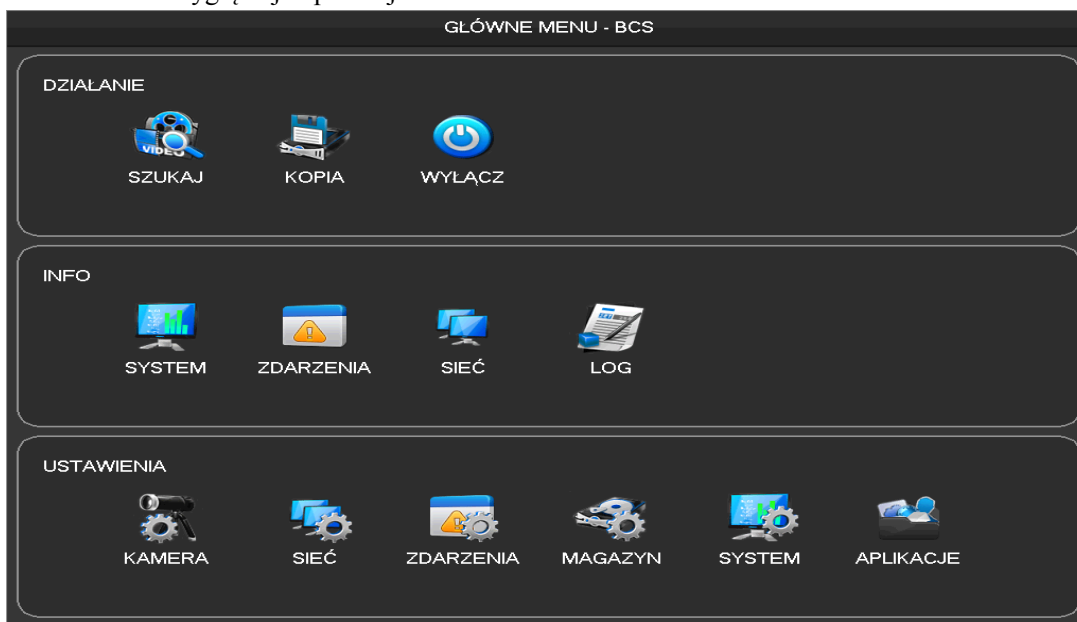 GŁÓWNE MENU - BCS
DZIAŁANIE
VIDEO
SZUKAJ KOPIA WYŁĄCZ
INFO
SYSTEM ZDARZENIA SIEĆ LOG
USTAWIENIA
KAMERA SIEĆ ZDARZENIA MAGAZYN SYSTEM APLIKACJE